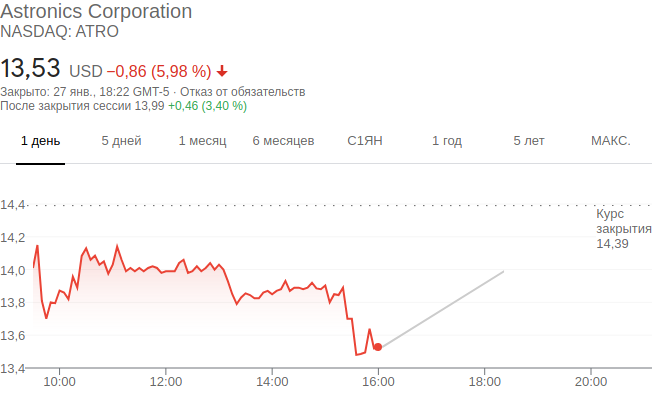 Astronics Corporation
NASDAQ: ATRO
13,53 USD −0,86 (5,98 %)
Закрыто: 27 янв., 18:22 GMT-5 · Отказ от обязательств
После закрытия сессии 13,99 +0,46 (3,40 %)
1 день 5 дней 1 месяц 6 месяцев С1ЯН 1 год 5 лет МАКС.
14,4
Курс
закрытия
14,39
14,2
14,0
13,8
13,6
13,4
10:00 12:00 14:00 16:00 18:00 20:00